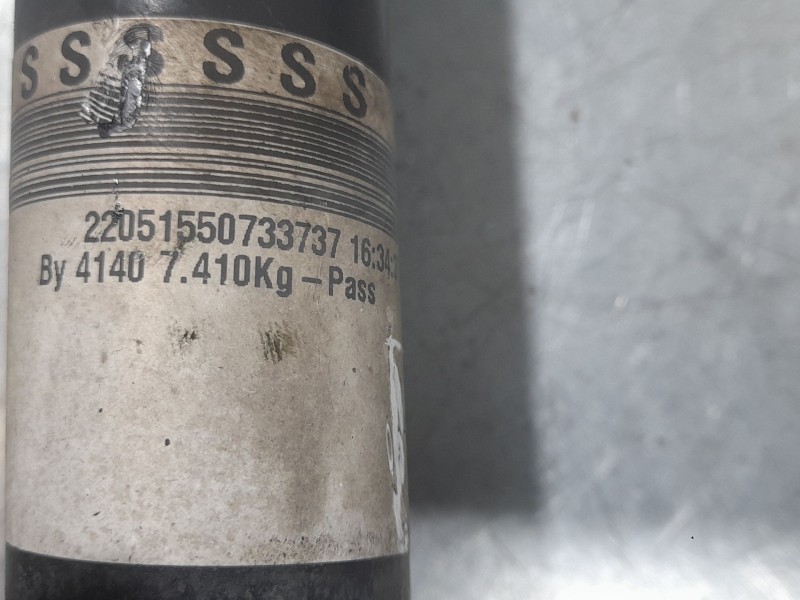 S S S S S S
22051550733737 16:34:
By 4140 7.410Kg – Pass